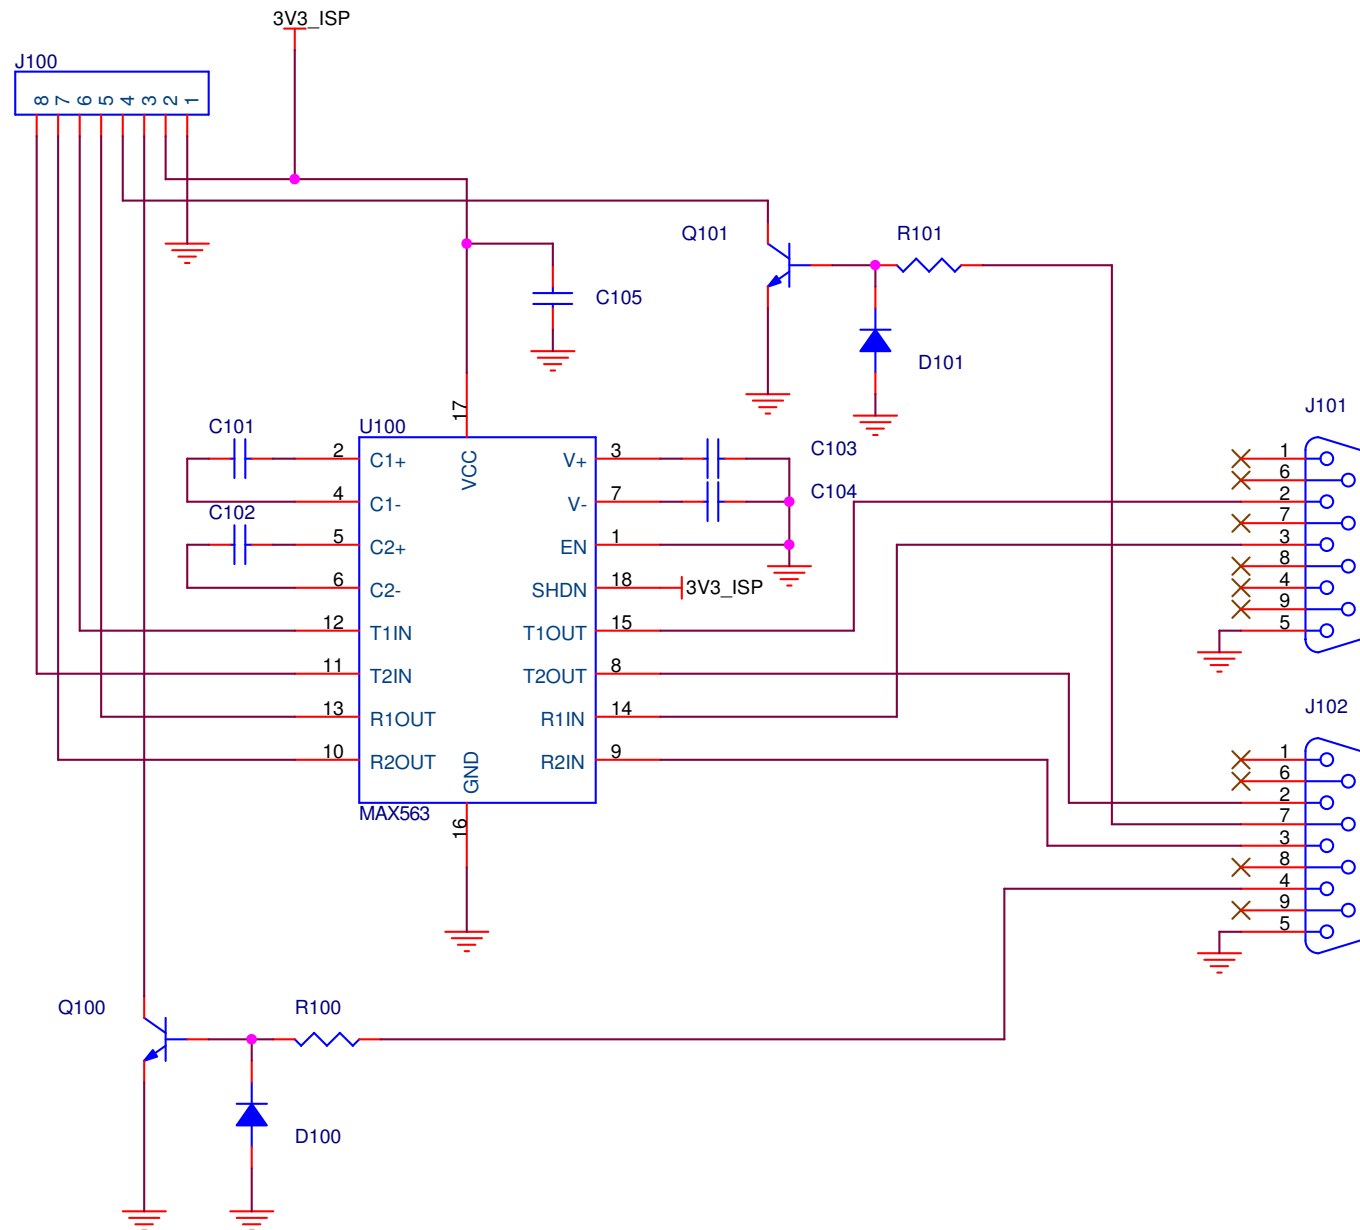 3V3_ISP
J100
8 7 6 5 4 3 2 1
Q101
R101
C105
D101
J101
C101
U100
17
C103
2 C1+ VCC V+ 3
1
6
C104
4 C1- V- 7
2
C102
7
5 C2+ EN 1
3
8
6 C2- SHDN 18 3V3_ISP
4
9
12 T1IN T1OUT 15
5
11 T2IN T2OUT 8
13 R1OUT R1IN 14
J102
10 R2OUT GND R2IN 9
1
6
2
MAX563
16
7
3
8
4
9
5
Q100
R100
D100